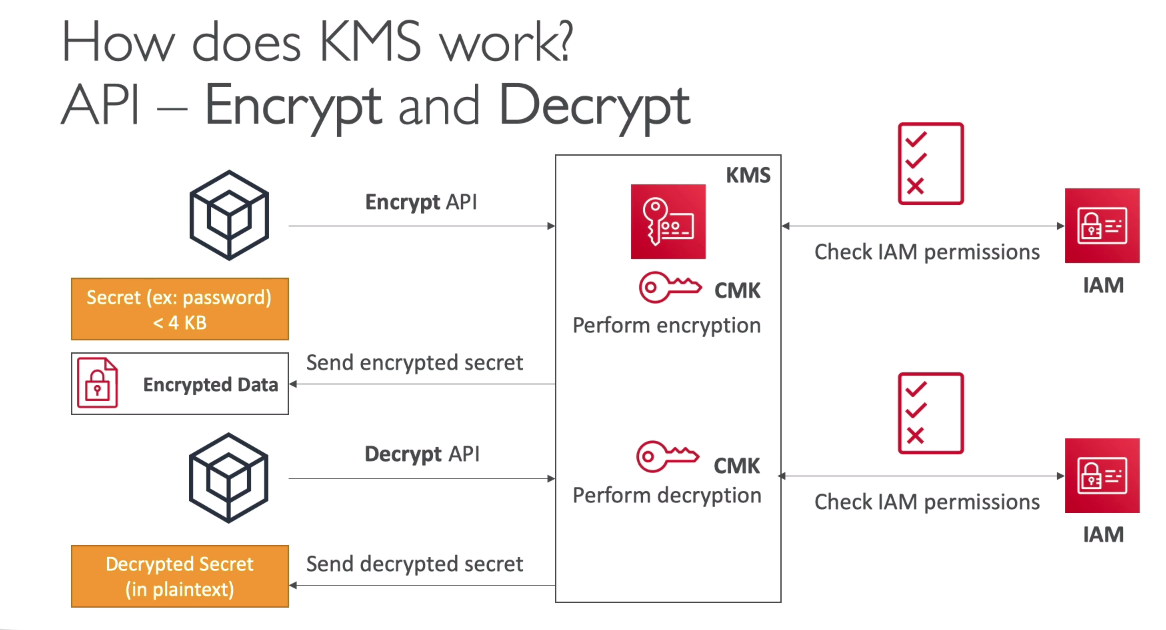 How does KMS work?
API – Encrypt and Decrypt
KMS
Encrypt API
Check IAM permissions
IAM
Secret (ex: password)
< 4 KB
CMK
Perform encryption
Send encrypted secret
Encrypted Data
Decrypt API
CMK
Perform decryption
Check IAM permissions
IAM
Decrypted Secret
(in plaintext)
Send decrypted secret